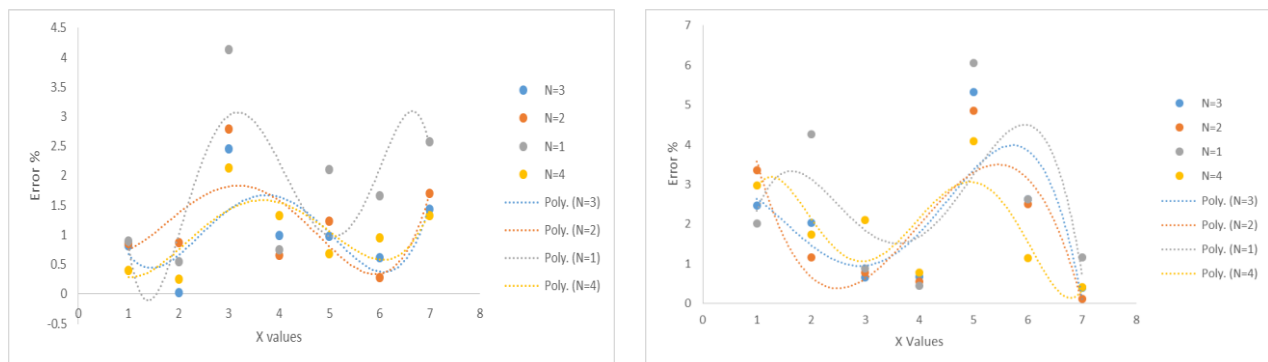 4.5
4
3.5
3
2.5
2
1.5
1
0.5
0
-0.5
Error %
1 2 3 4 5 6 7 8
X values
N=3
N=2
N=1
N=4
Poly. (N=3)
Poly. (N=2)
Poly. (N=1)
Poly. (N=4)
7
6
5
4
3
2
1
0
Error %
0 1 2 3 4 5 6 7 8
X Values
N=3
N=2
N=1
N=4
Poly. (N=3)
Poly. (N=2)
Poly. (N=1)
Poly. (N=4)